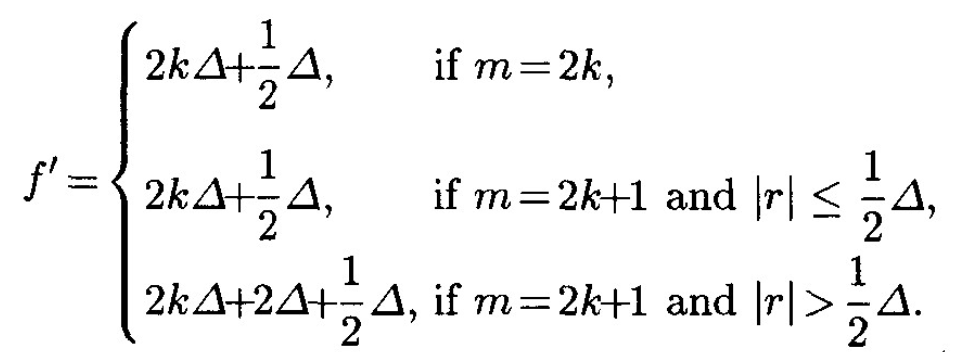 f′ = { 2kΔ+1/2 Δ, if m=2k,
2kΔ+1/2 Δ, if m=2k+1 and |r| ≤ 1/2 Δ,
2kΔ+2Δ+1/2 Δ, if m=2k+1 and |r| > 1/2 Δ.